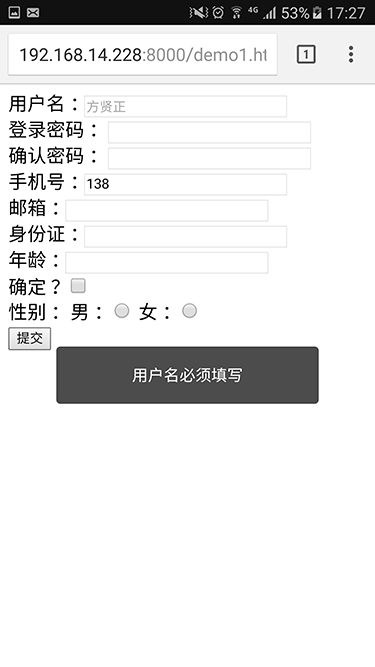 4G 53% 17:27
192.168.14.228:8000/demo1.ht 1
用户名：方贤正
登录密码：
确认密码：
手机号：138
邮箱：
身份证：
年龄：
确定？
性别： 男： 女：
提交
用户名必须填写